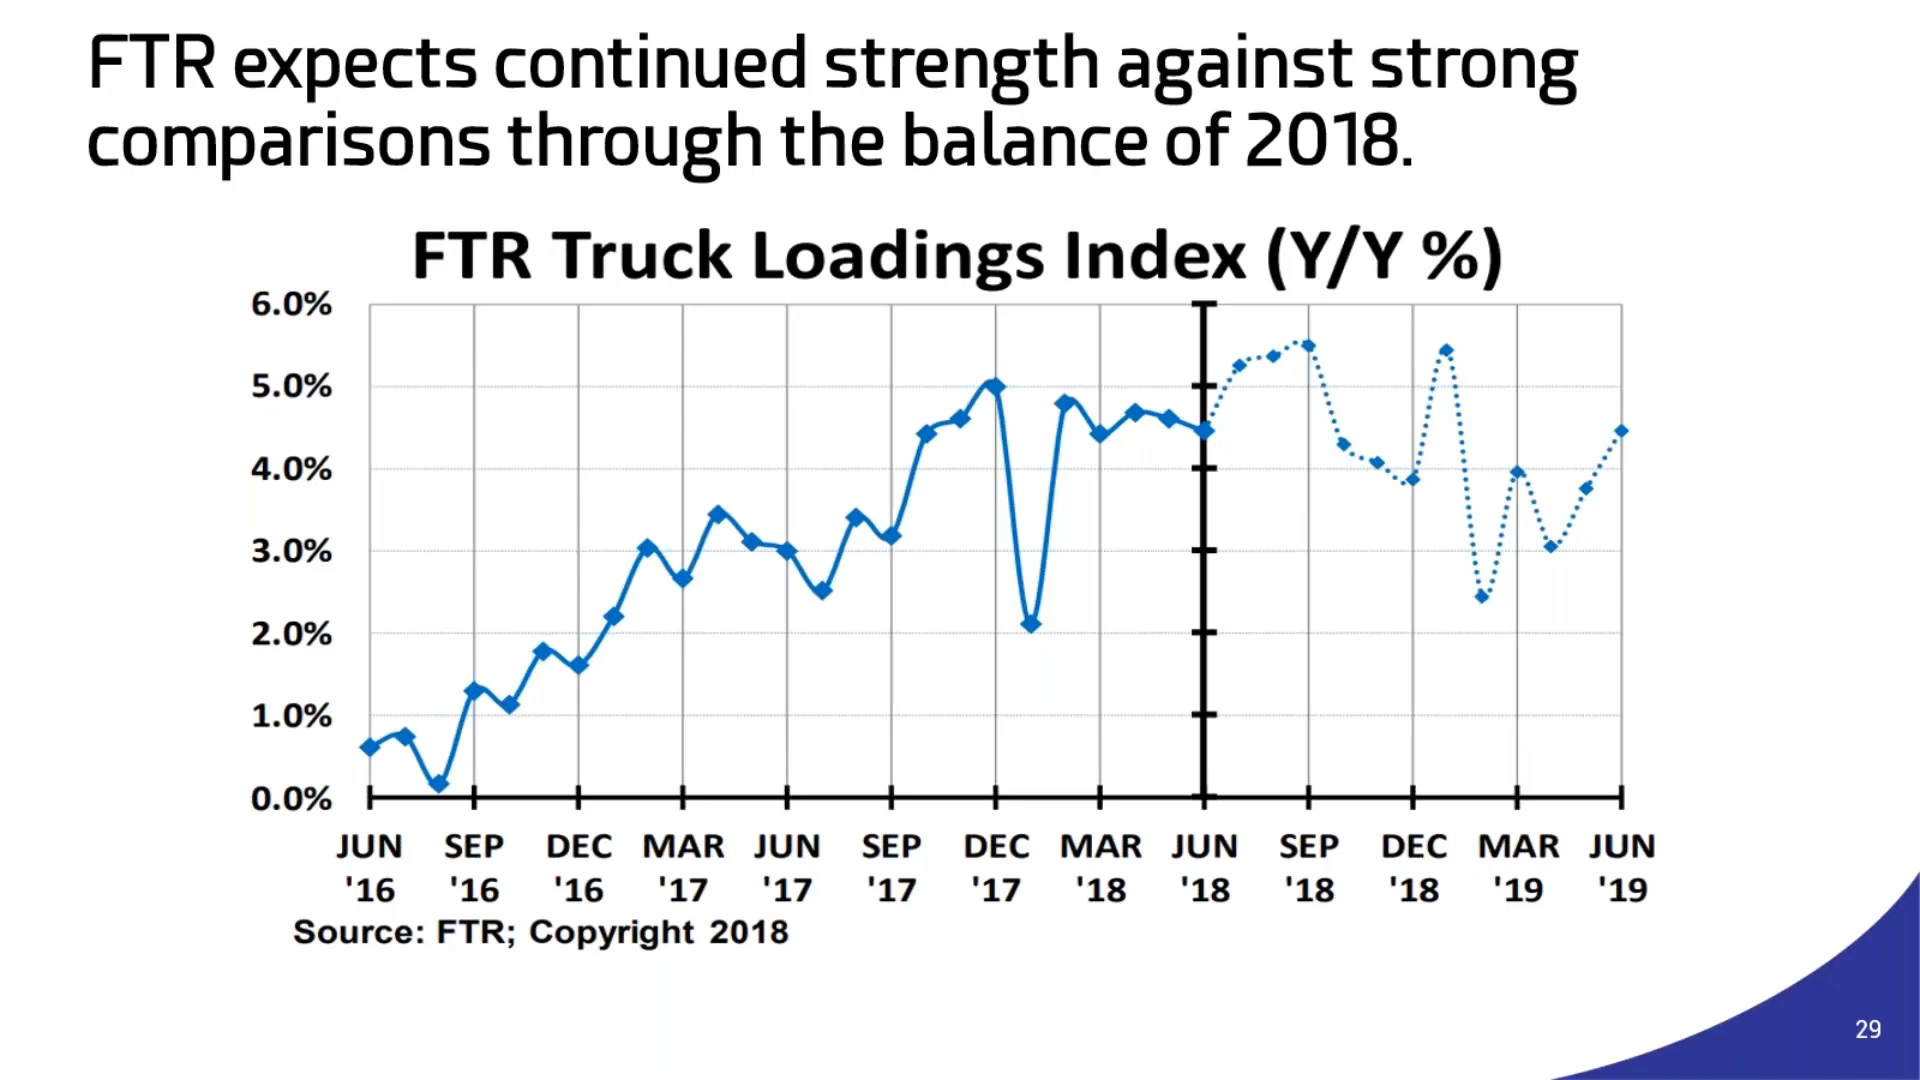 FTR expects continued strength against strong
comparisons through the balance of 2018.
FTR Truck Loadings Index (Y/Y %)
6.0%
5.0%
4.0%
3.0%
2.0%
1.0%
0.0%
JUN SEP DEC MAR JUN SEP DEC MAR JUN SEP DEC MAR JUN
'16 '16 '16 '17 '17 '17 '17 '18 '18 '18 '18 '19 '19
Source: FTR; Copyright 2018
29